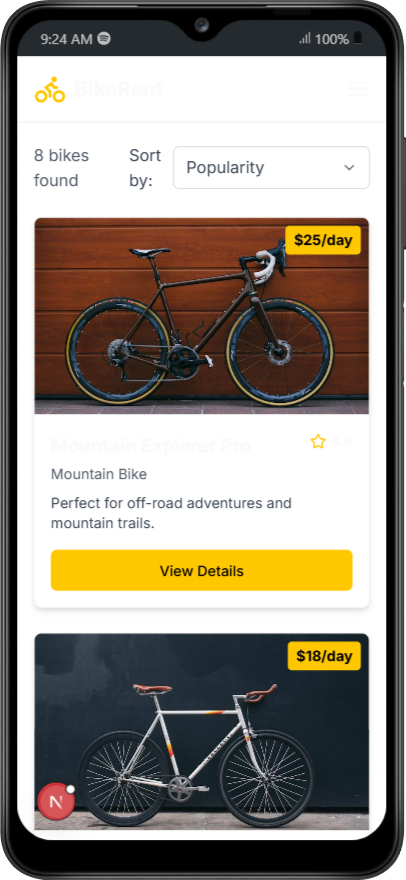 9:24 AM
100%
BikeRent
8 bikes
found
Sort
by:
Popularity
$25/day
Mountain Explorer Pro
4.8
Mountain Bike
Perfect for off-road adventures and
mountain trails.
View Details
$18/day
N